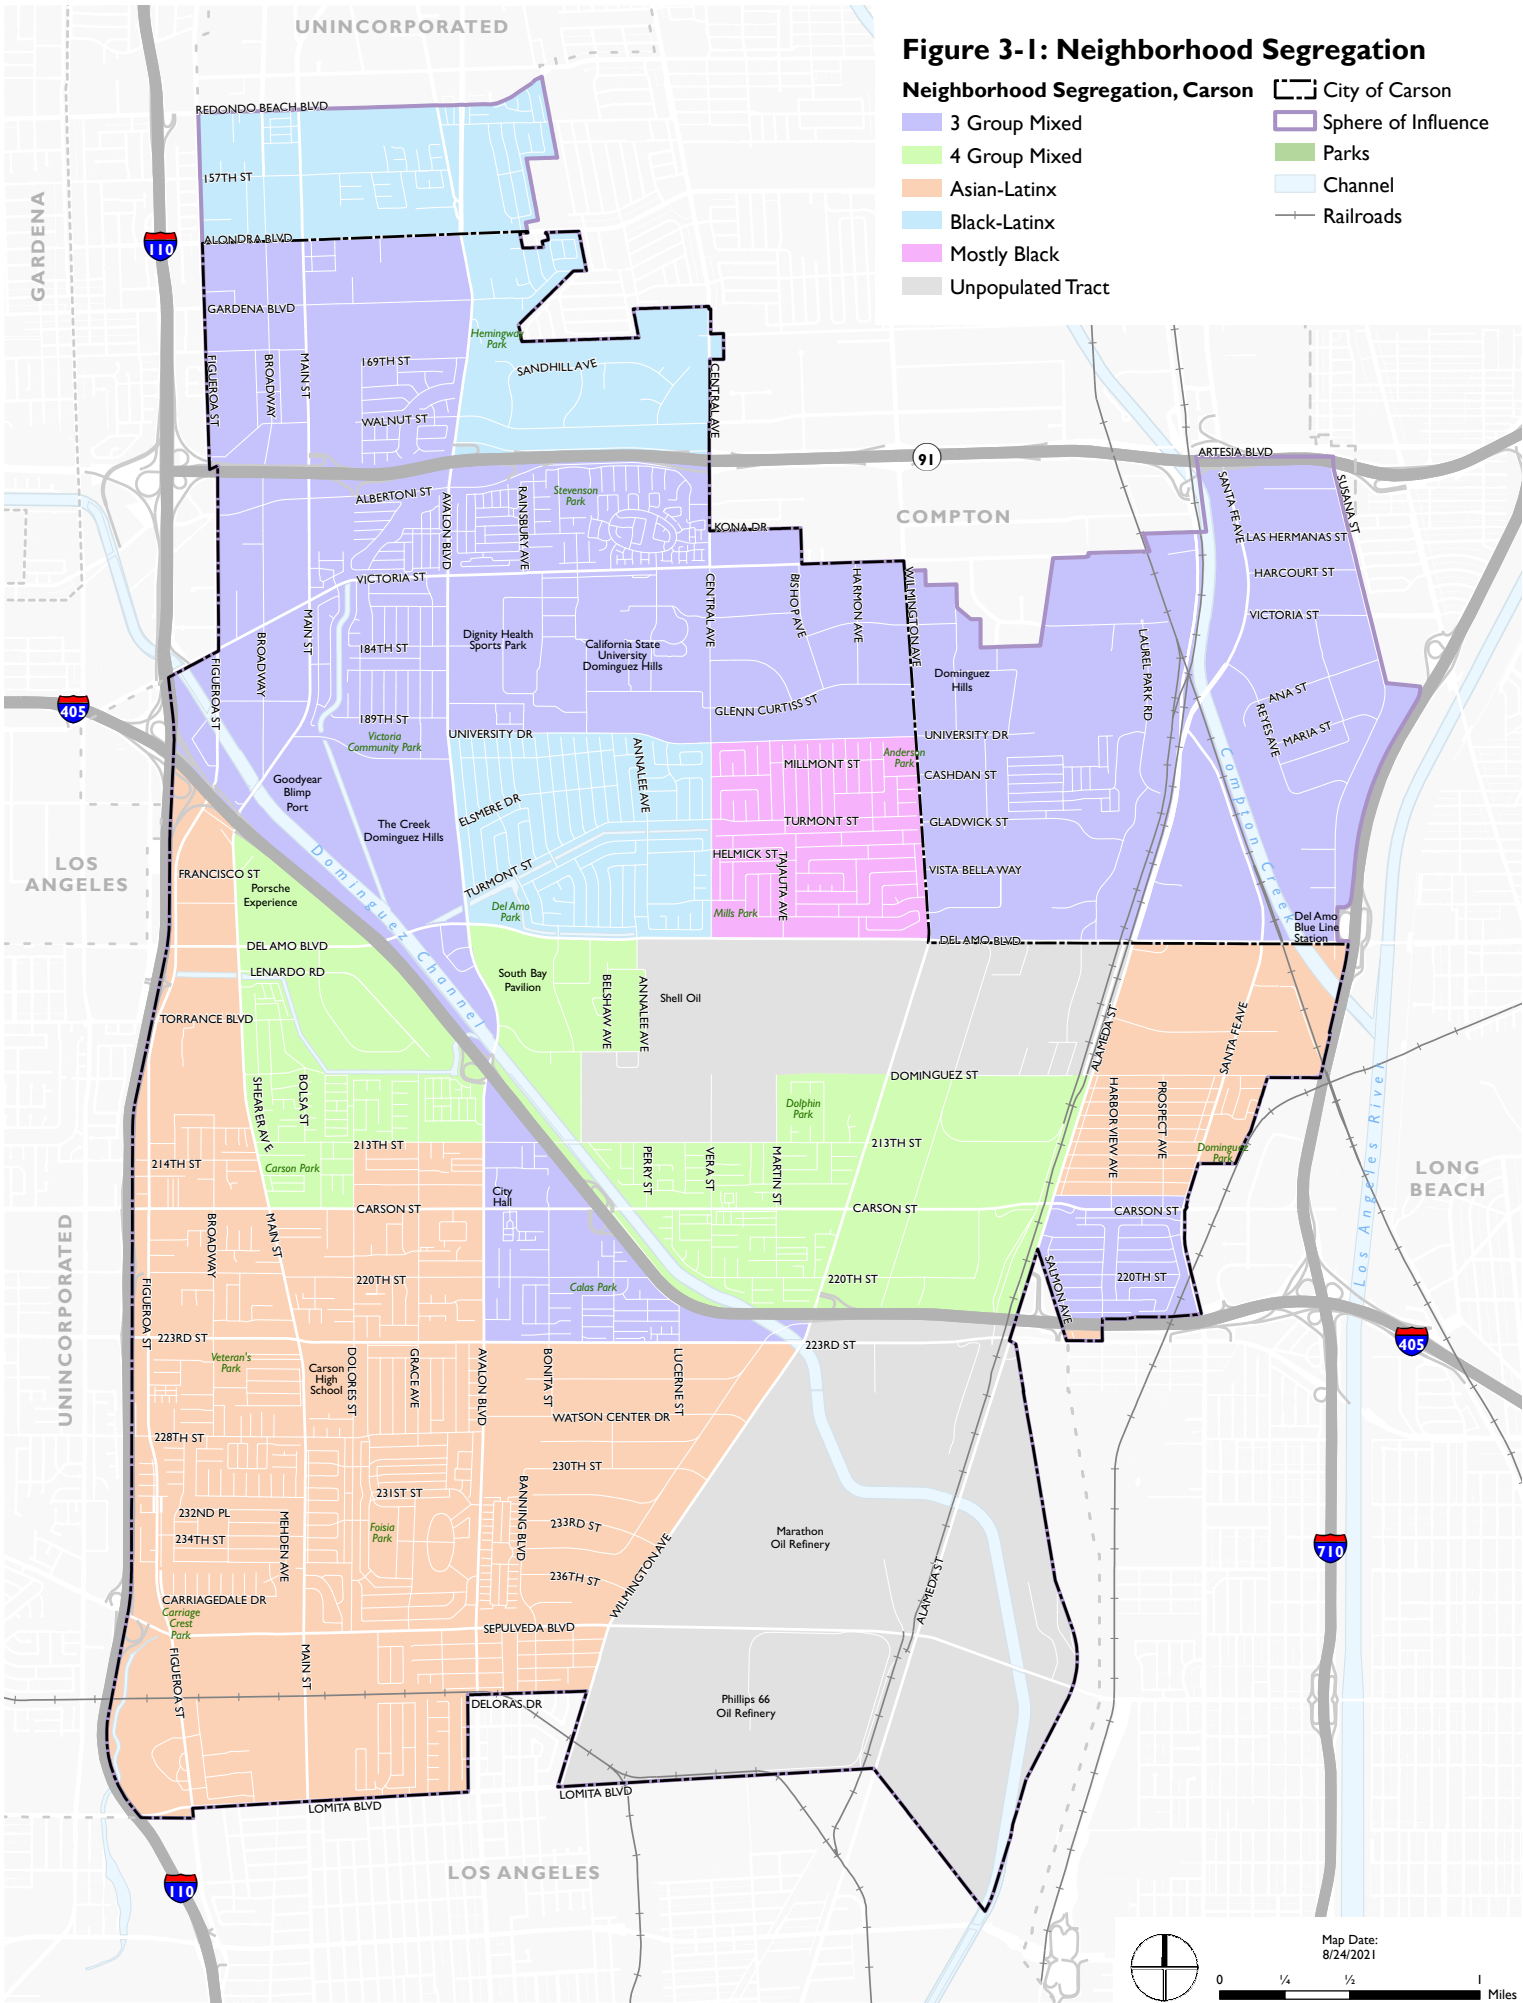 UNINCORPORATED
Figure 3-1: Neighborhood Segregation
Neighborhood Segregation, Carson
3 Group Mixed
4 Group Mixed
Asian-Latinx
Black-Latinx
Mostly Black
Unpopulated Tract
City of Carson
Sphere of Influence
Parks
Channel
Railroads
REDONDO BEACH BLVD
157TH ST
GARDENA
110
ALONDRA BLVD
GARDENA BLVD
Hemingway
Park
FIGUEROA ST
BROADWAY
MAIN ST
169TH ST
SANDHILL AVE
CENTRAL AVE
WALNUT ST
91
ARTESIA BLVD
ALBERTONI ST
AVALON BLVD
RAINSBURY AVE
Stevenson
Park
KONA DR
COMPTON
SANTA FE AVE
SUSANA ST
LAS HERMANAS ST
HARCOURT ST
VICTORIA ST
VICTORIA ST
CENTRAL AVE
BISHOP AVE
HARMON AVE
WILMINGTON AVE
MAIN ST
BROADWAY
FIGUEROA ST
184TH ST
Dignity Health
Sports Park
California State
University
Dominguez Hills
LAUREL PARK RD
Dominguez
Hills
ANA ST
REYES AVE
MARIA ST
405
189TH ST
GLENN CURTISS ST
Victoria
Community Park
UNIVERSITY DR
UNIVERSITY DR
ANNALEE AVE
MILLMONT ST
Anderson
Park
CASHDAN ST
Compton Creek
Goodyear
Blimp
Port
ELSMERE DR
The Creek
Dominguez Hills
TURMONT ST
GLADWICK ST
HELMICK ST
TAJAUTA AVE
VISTA BELLA WAY
LOS
ANGELES
FRANCISCO ST
Porsche
Experience
Dominguez Channel
TURMONT ST
Del Amo
Park
Mills Park
Del Amo
Blue Line
Station
DEL AMO BLVD
DEL AMO BLVD
LENARDO RD
South Bay
Pavilion
BELSHAW AVE
ANNALEE AVE
Shell Oil
TORRANCE BLVD
ALAMEDA ST
SANTA FE AVE
SHEARER AVE
BOLSA ST
DOMINGUEZ ST
HARBOR VIEW AVE
PROSPECT AVE
Dolphin
Park
213TH ST
213TH ST
214TH ST
Carson Park
PERRY ST
VERA ST
MARTIN ST
Dominguez
Park
LONG
BEACH
Los Angeles River
City
Hall
BROADWAY
MAIN ST
CARSON ST
CARSON ST
CARSON ST
UNINCORPORATED
FIGUEROA ST
220TH ST
Calas Park
220TH ST
SALMON AVE
220TH ST
223RD ST
223RD ST
405
Veteran's
Park
Carson
High
School
DOLORES ST
GRACE AVE
AVALON BLVD
BONITA ST
LUCERNE ST
WATSON CENTER DR
228TH ST
230TH ST
231ST ST
BANNING BLVD
232ND PL
234TH ST
MEHDEN AVE
Foisia
Park
233RD ST
Marathon
Oil Refinery
710
236TH ST
WILMINGTON AVE
ALAMEDA ST
CARRIAGEDALE DR
Carriage
Crest
Park
SEPULVEDA BLVD
FIGUEROA ST
MAIN ST
DELORAS DR
Phillips 66
Oil Refinery
LOMITA BLVD
LOMITA BLVD
LOS ANGELES
110
Map Date:
8/24/2021
0 ¼ ½ 1
Miles